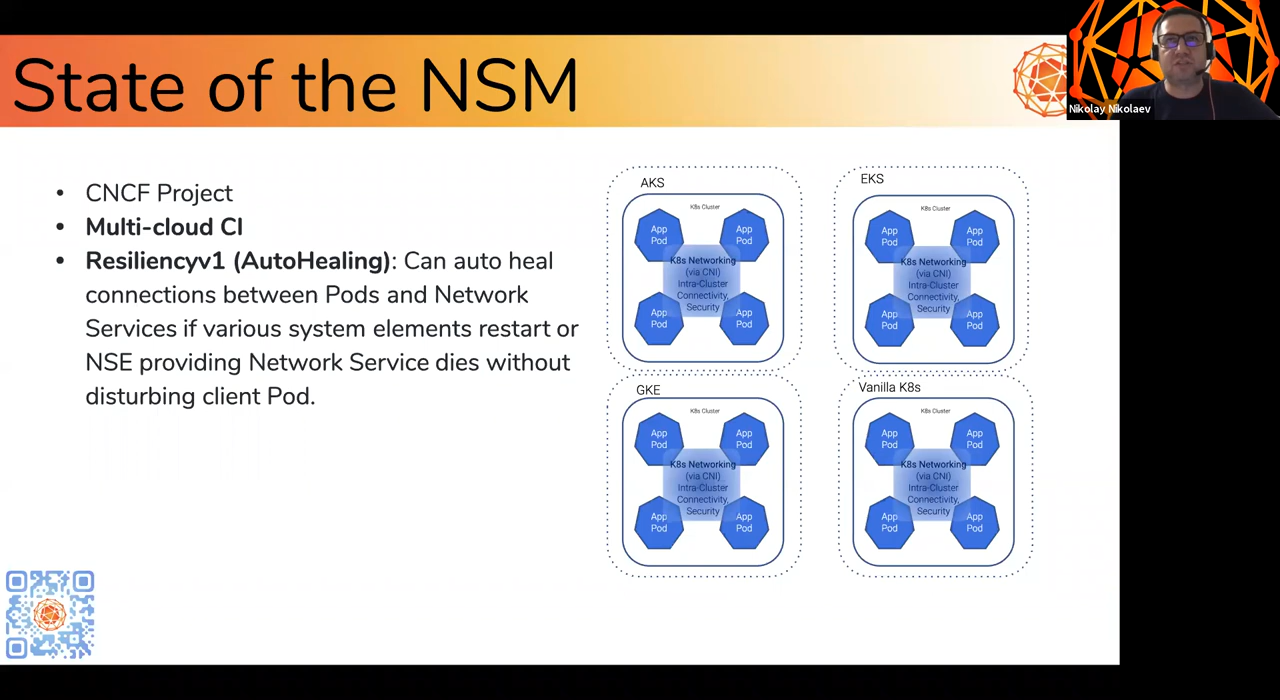 State of the NSM
Nikolay Nikolaev
• CNCF Project
• Multi-cloud CI
• Resiliencyv1 (AutoHealing): Can auto heal
connections between Pods and Network
Services if various system elements restart or
NSE providing Network Service dies without
disturbing client Pod.
AKS
K8s Cluster
App
Pod
App
Pod
K8s Networking
(via CNI)
Intra-Cluster
Connectivity,
Security
App
Pod
App
Pod
EKS
K8s Cluster
App
Pod
App
Pod
K8s Networking
(via CNI)
Intra-Cluster
Connectivity,
Security
App
Pod
App
Pod
GKE
K8s Cluster
App
Pod
App
Pod
K8s Networking
(via CNI)
Intra-Cluster
Connectivity,
Security
App
Pod
App
Pod
Vanilla K8s
K8s Cluster
App
Pod
App
Pod
K8s Networking
(via CNI)
Intra-Cluster
Connectivity,
Security
App
Pod
App
Pod